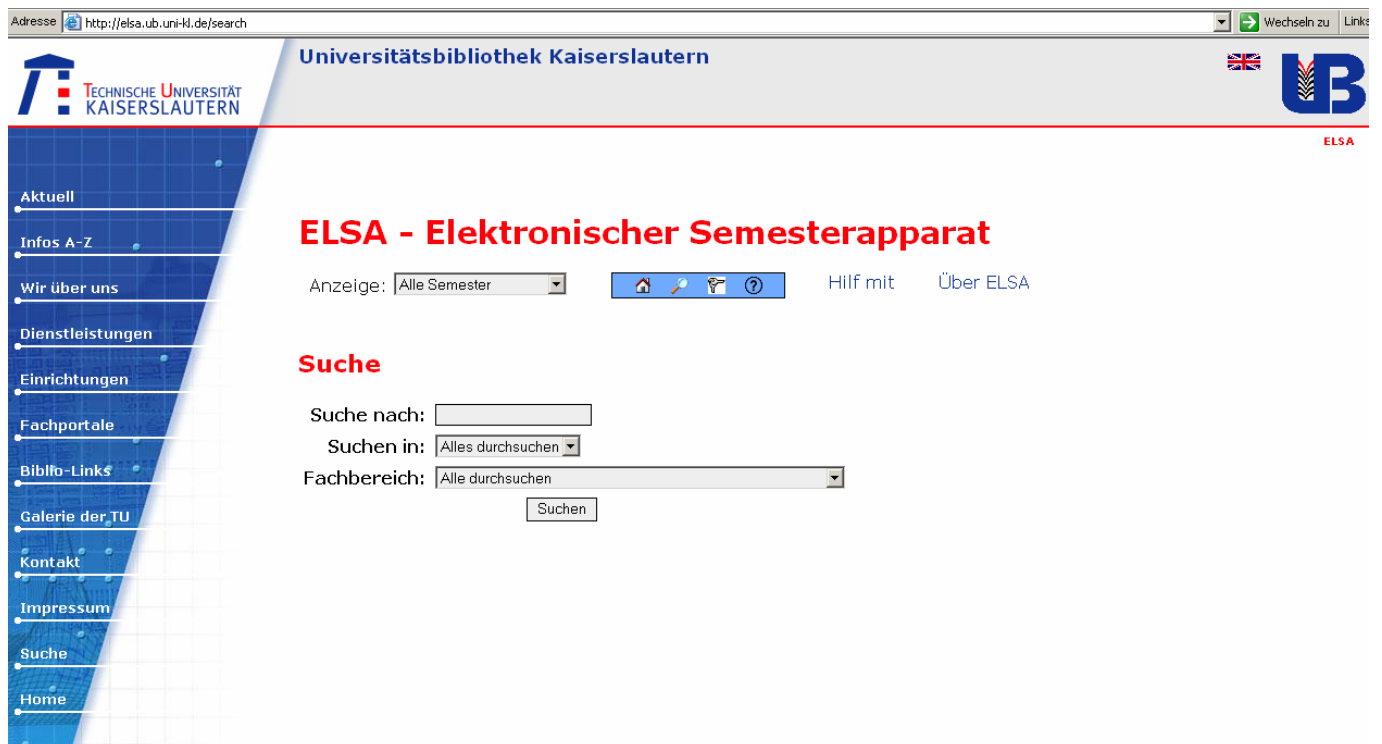 Adresse http://elsa.ub.uni-kl.de/search Wechseln zu Links
Universitätsbibliothek Kaiserslautern
TECHNISCHE UNIVERSITÄT
KAISERSLAUTERN
UB
ELSA
Aktuell
Infos A-Z
Wir über uns
Dienstleistungen
Einrichtungen
Fachportale
Biblio-Links
Galerie der TU
Kontakt
Impressum
Suche
Home
ELSA - Elektronischer Semesterapparat
Anzeige: Alle Semester Hilf mit Über ELSA
Suche
Suche nach:
Suchen in: Alles durchsuchen
Fachbereich: Alle durchsuchen
Suchen